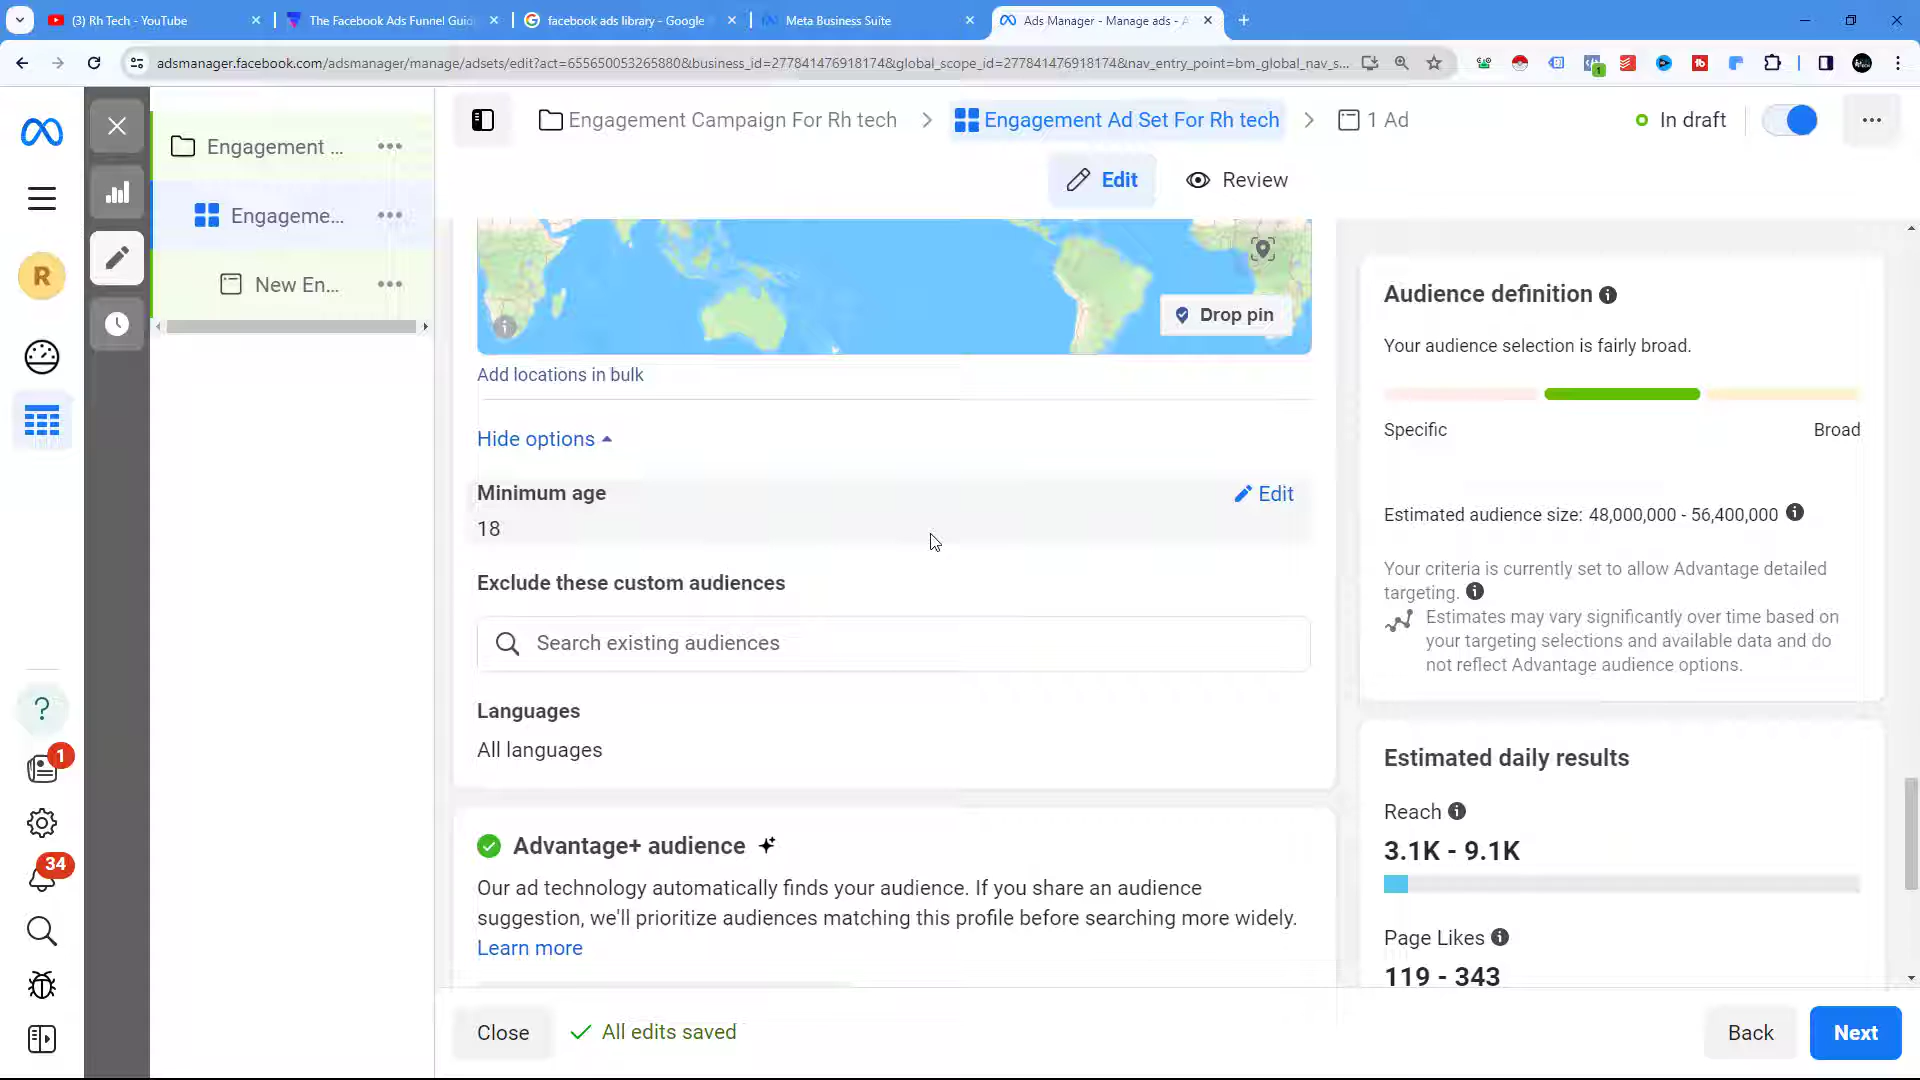 (3) Rh Tech - YouTube
The Facebook Ads Funnel Guid
facebook ads library - Google
Meta Business Suite
Ads Manager - Manage ads - A
adsmanager.facebook.com/adsmanager/manage/adsets/edit?act=655650053265880&business_id=277841476918174&global_scope_id=277841476918174&nav_entry_point=bm_global_nav_s...
1
R
Engagement ...
Engageme...
New En...
Engagement Campaign For Rh tech
Engagement Ad Set For Rh tech
1 Ad
In draft
Edit
Review
Drop pin
Add locations in bulk
Hide options
Minimum age
Edit
18
Exclude these custom audiences
Search existing audiences
Languages
All languages
Advantage+ audience
Our ad technology automatically finds your audience. If you share an audience
suggestion, we'll prioritize audiences matching this profile before searching more widely.
Learn more
Audience definition
Your audience selection is fairly broad.
Specific
Broad
Estimated audience size: 48,000,000 - 56,400,000
Your criteria is currently set to allow Advantage detailed
targeting.
Estimates may vary significantly over time based on
your targeting selections and available data and do
not reflect Advantage audience options.
Estimated daily results
Reach
3.1K - 9.1K
Page Likes
119 - 343
?
1
34
Close
All edits saved
Back
Next